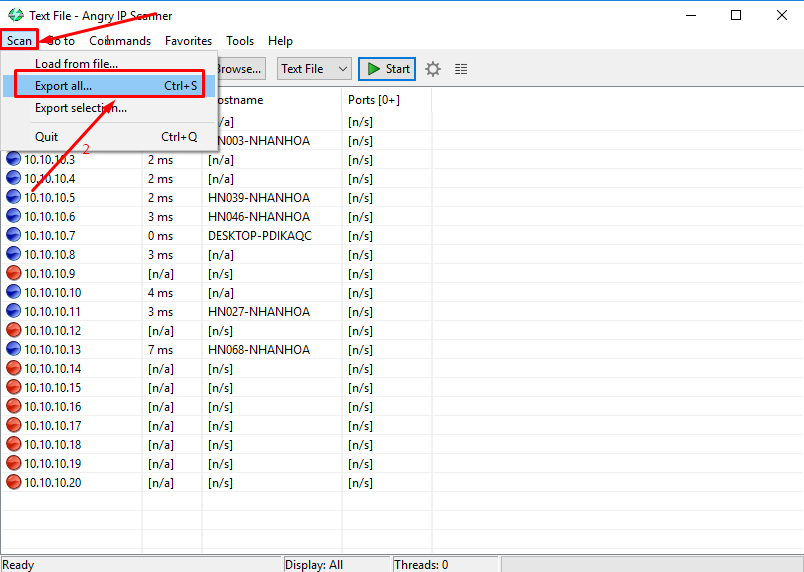 Text File - Angry IP Scanner
Scan Go to Commands Favorites Tools Help
1
Load from file...
Export all... Ctrl+S
Export selection...
Quit Ctrl+Q
2
Browse... Text File Start
ostname Ports [0+]
/a] [n/s]
N003-NHANHOA [n/s]
10.10.10.3 2 ms [n/a] [n/s]
10.10.10.4 2 ms [n/a] [n/s]
10.10.10.5 2 ms HN039-NHANHOA [n/s]
10.10.10.6 3 ms HN046-NHANHOA [n/s]
10.10.10.7 0 ms DESKTOP-PDIKAQC [n/s]
10.10.10.8 3 ms [n/a] [n/s]
10.10.10.9 [n/a] [n/s] [n/s]
10.10.10.10 4 ms [n/a] [n/s]
10.10.10.11 3 ms HN027-NHANHOA [n/s]
10.10.10.12 [n/a] [n/s] [n/s]
10.10.10.13 7 ms HN068-NHANHOA [n/s]
10.10.10.14 [n/a] [n/s] [n/s]
10.10.10.15 [n/a] [n/s] [n/s]
10.10.10.16 [n/a] [n/s] [n/s]
10.10.10.17 [n/a] [n/s] [n/s]
10.10.10.18 [n/a] [n/s] [n/s]
10.10.10.19 [n/a] [n/s] [n/s]
10.10.10.20 [n/a] [n/s] [n/s]
Ready Display: All Threads: 0